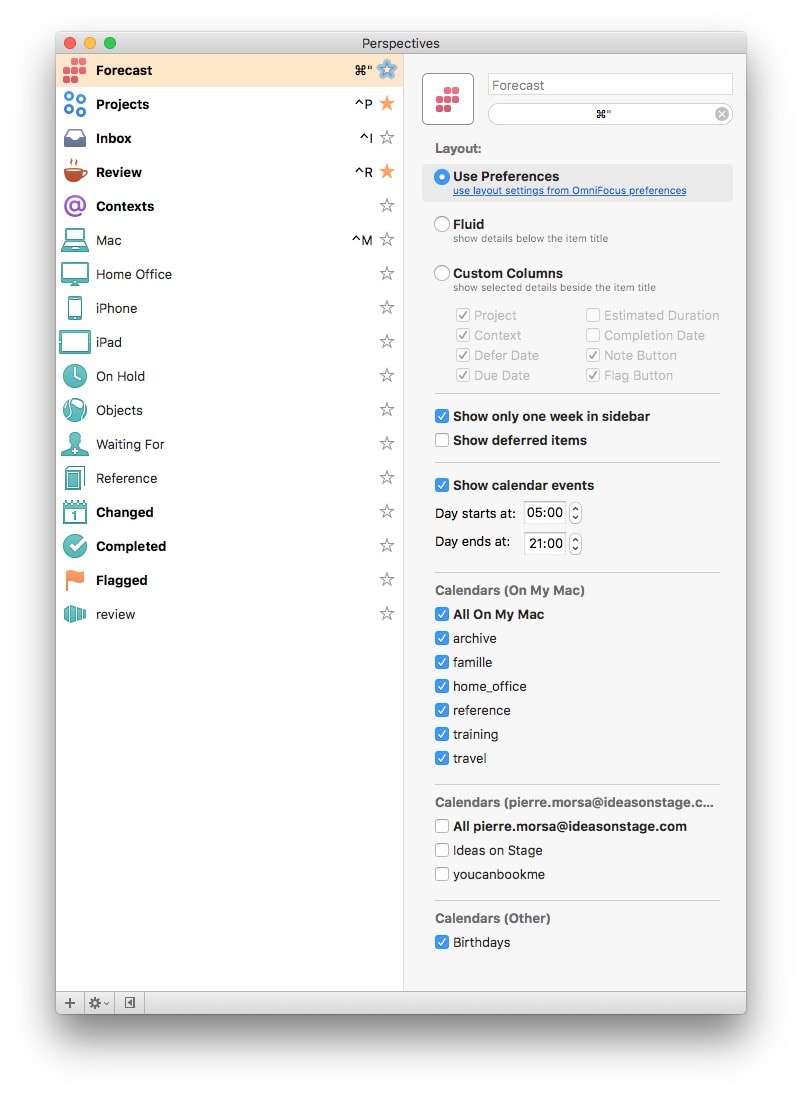 Perspectives
Forecast ⌘"
Projects ^P
Inbox ^I
Review ^R
Contexts
Mac ^M
Home Office
iPhone
iPad
On Hold
Objects
Waiting For
Reference
1 Changed
Completed
Flagged
review
Forecast
⌘"
Layout:
Use Preferences
use layout settings from OmniFocus preferences
Fluid
show details below the item title
Custom Columns
show selected details beside the item title
Project Estimated Duration
Context Completion Date
Defer Date Note Button
Due Date Flag Button
Show only one week in sidebar
Show deferred items
Show calendar events
Day starts at: 05:00
Day ends at: 21:00
Calendars (On My Mac)
All On My Mac
archive
famille
home_office
reference
training
travel
Calendars (pierre.morsa@ideasonstage.c...
All pierre.morsa@ideasonstage.com
Ideas on Stage
youcanbookme
Calendars (Other)
Birthdays